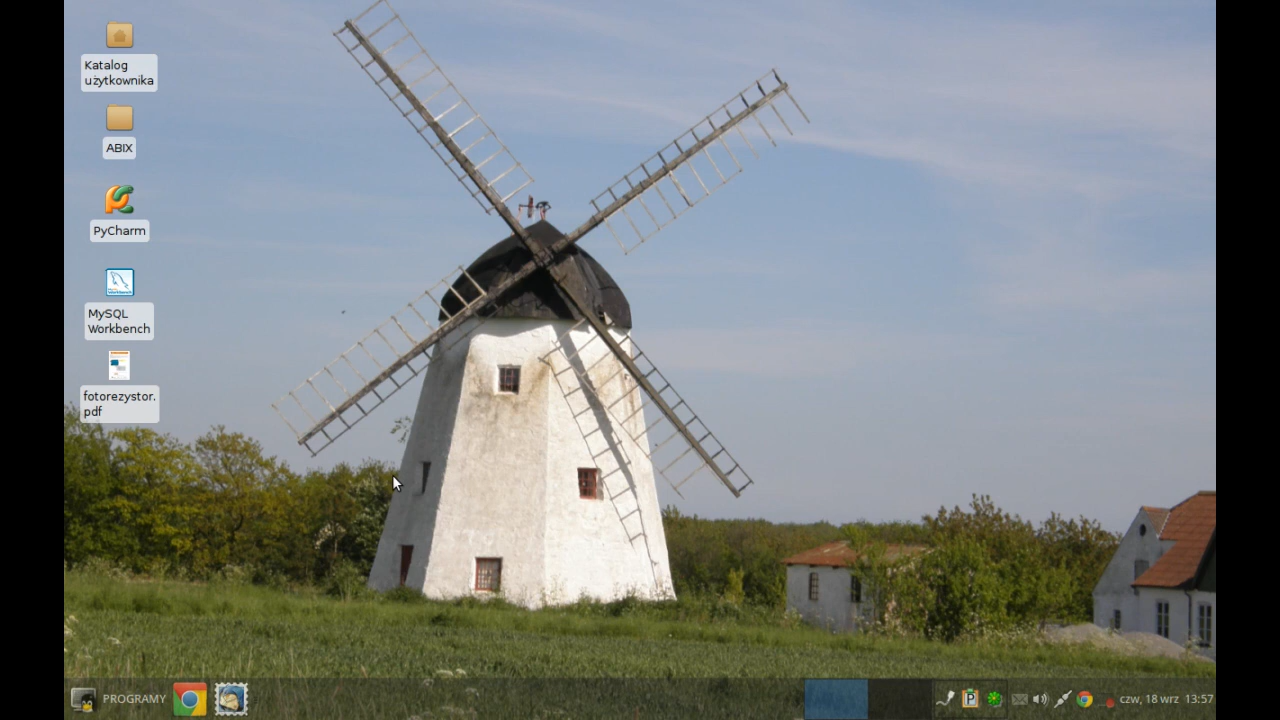 Katalog
użytkownika
ABIX
PyCharm
MySQL
Workbench
fotorezystor.
pdf
PROGRAMY
P
czw, 18 wrz 13:57